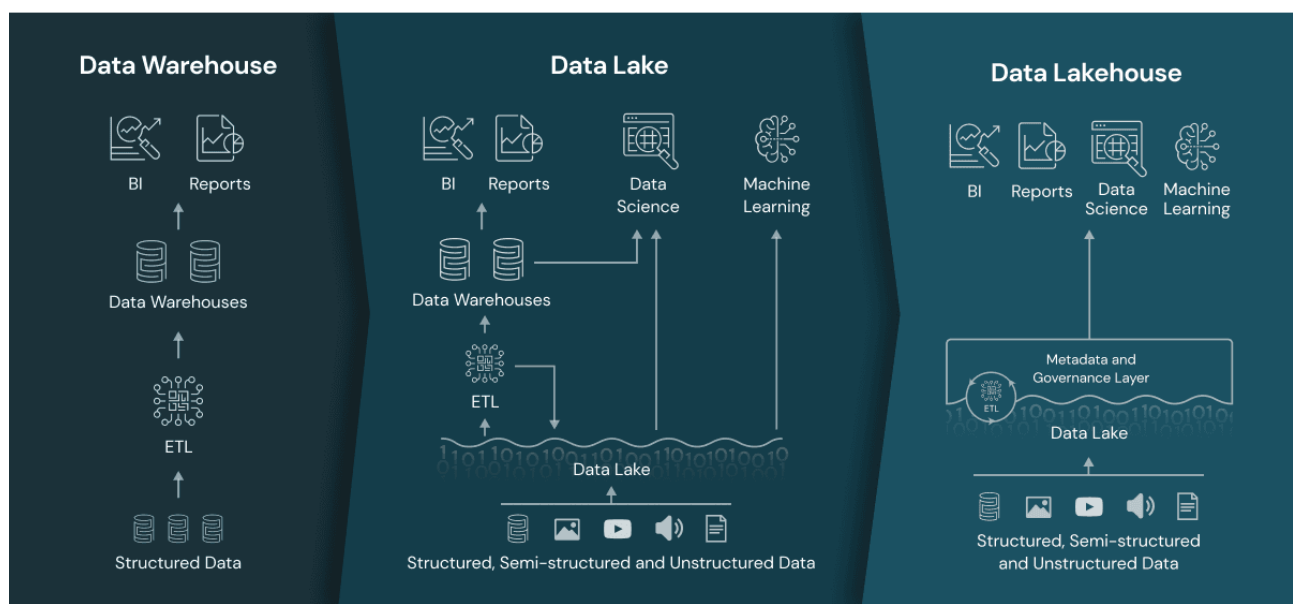 Data Warehouse
BI
Reports
Data Warehouses
ETL
Structured Data
Data Lake
BI
Reports
Data
Science
Machine
Learning
Data Warehouses
ETL
Data Lake
Structured, Semi-structured and Unstructured Data
Data Lakehouse
BI
Reports
Data
Science
Machine
Learning
Metadata and
Governance Layer
ETL
Data Lake
Structured, Semi-structured
and Unstructured Data